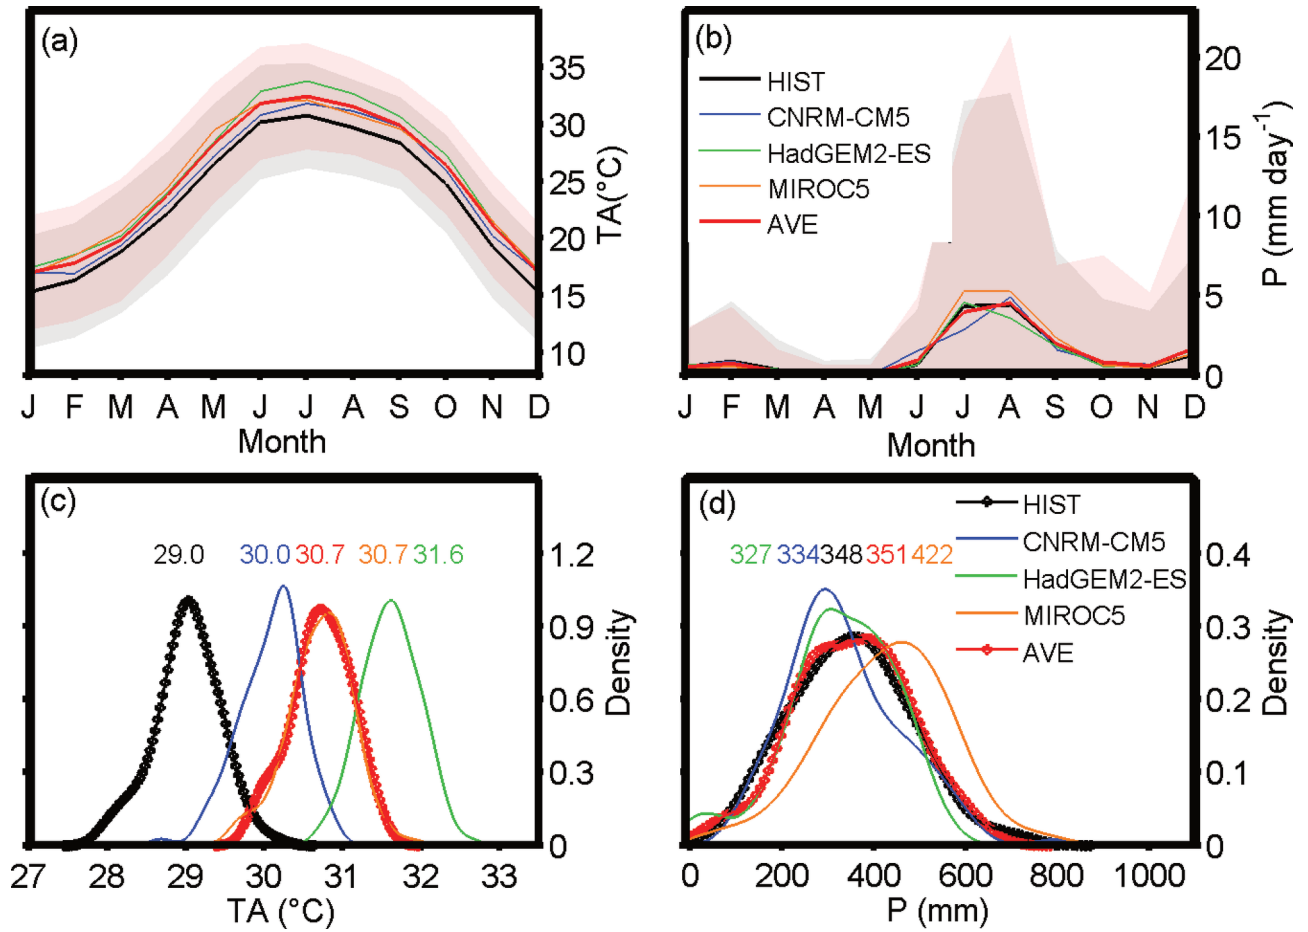 (a)
35
30
25
20
15
10
TA(°C)
J F M A M J J A S O N D
Month
(b)
HIST
CNRM-CM5
HadGEM2-ES
MIROC5
AVE
20
15
10
5
0
P (mm day-1)
J F M A M J J A S O N D
Month
(c)
29.0 30.0 30.7 30.7 31.6
1.2
0.9
0.6
0.3
0
Density
27 28 29 30 31 32 33
TA (°C)
(d)
HIST
CNRM-CM5
HadGEM2-ES
MIROC5
AVE
327 334 348 351 422
0.4
0.3
0.2
0.1
0
Density
0 200 400 600 800 1000
P (mm)